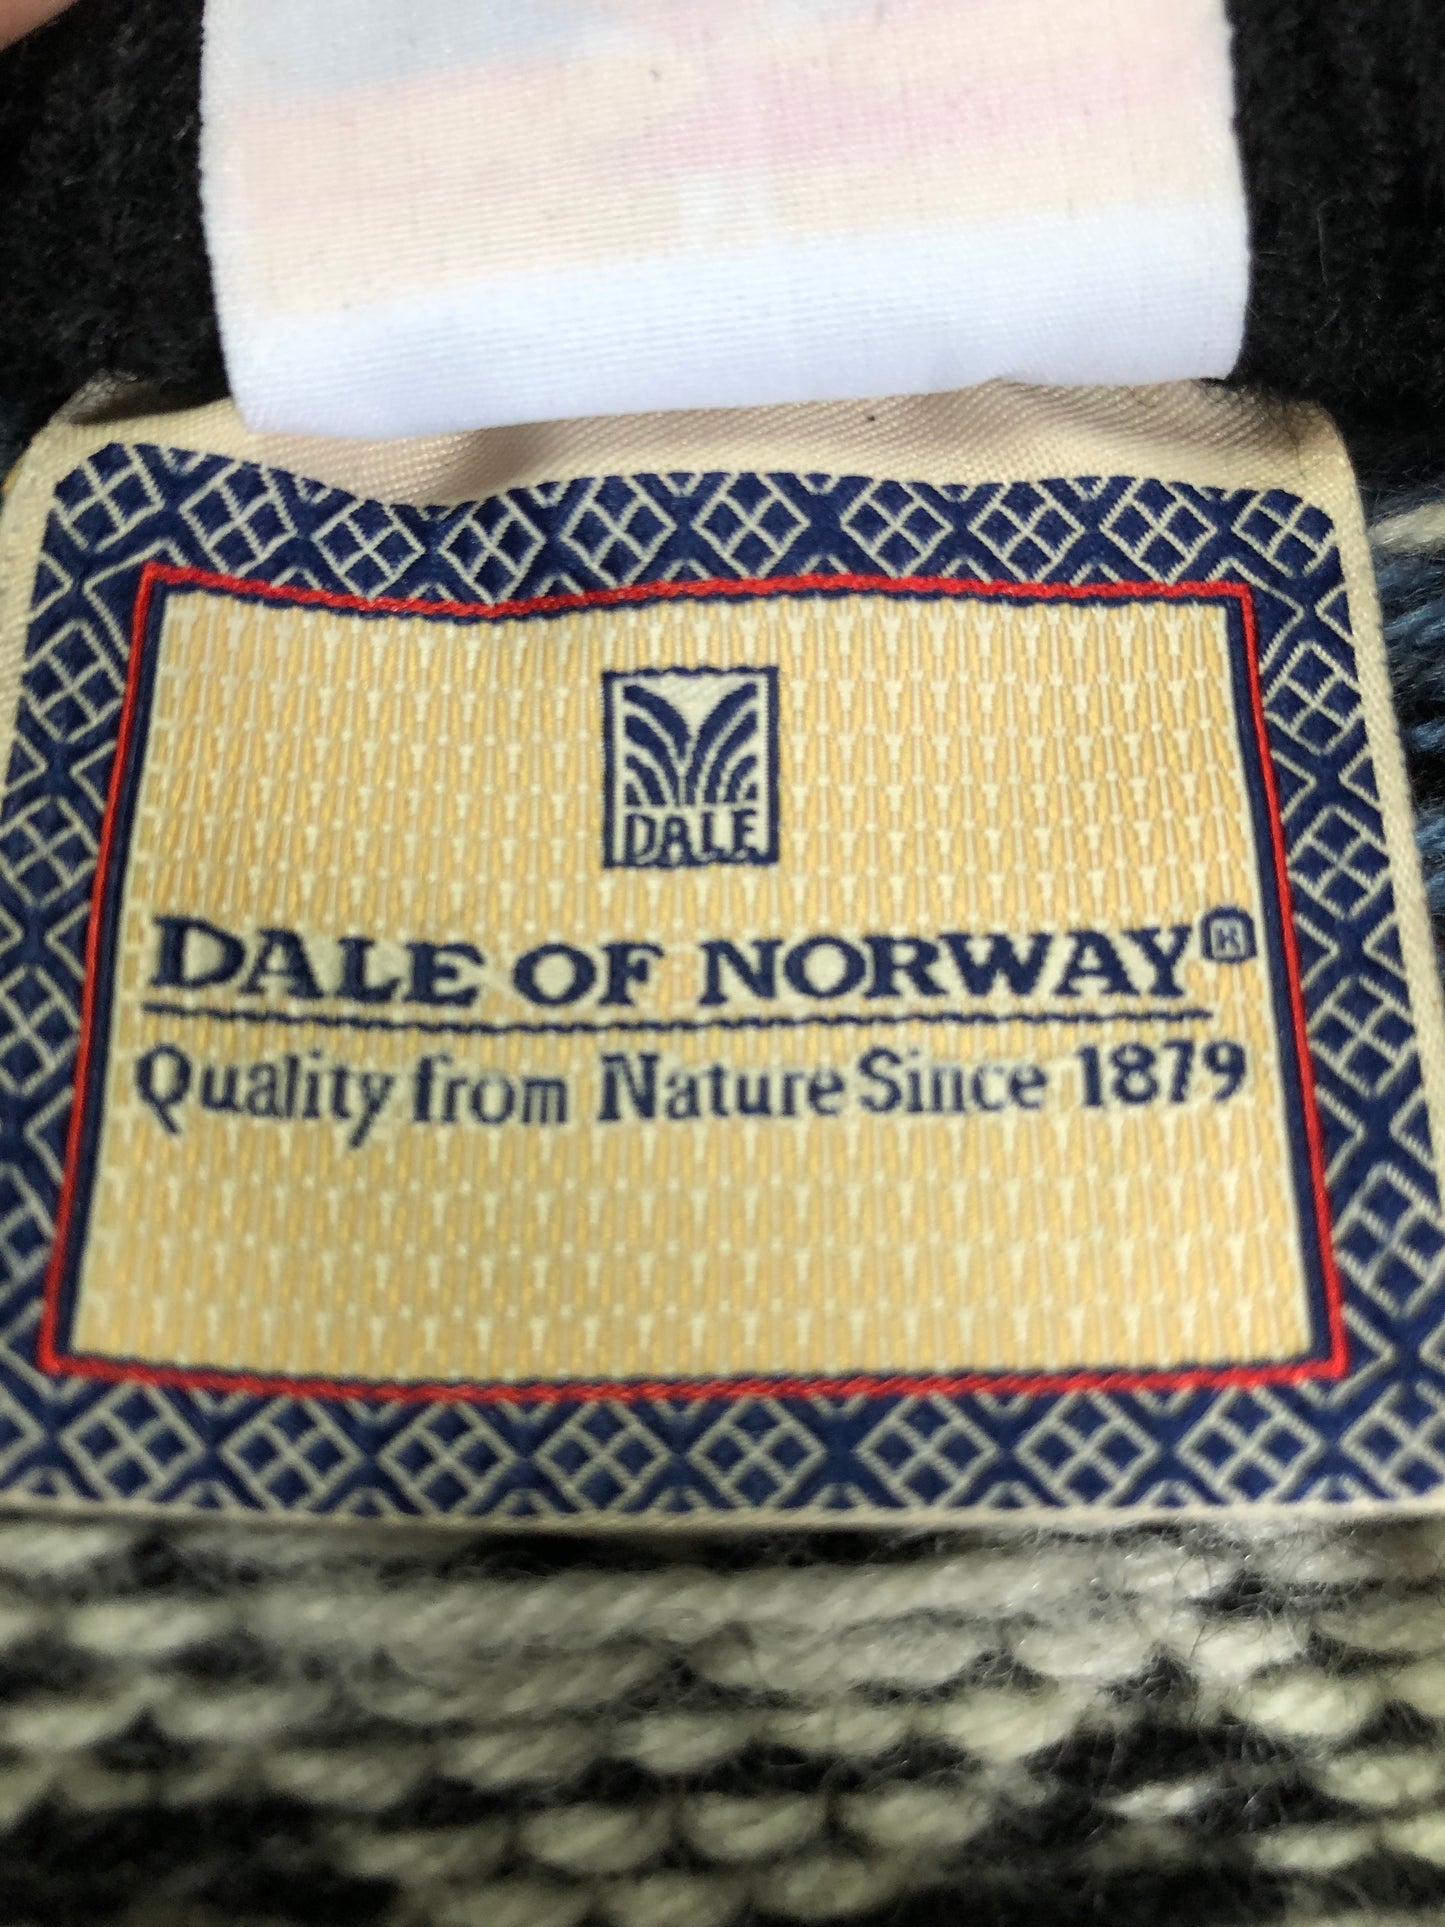 DALE
DALE OF NORWAY®
Quality from Nature Since 1879